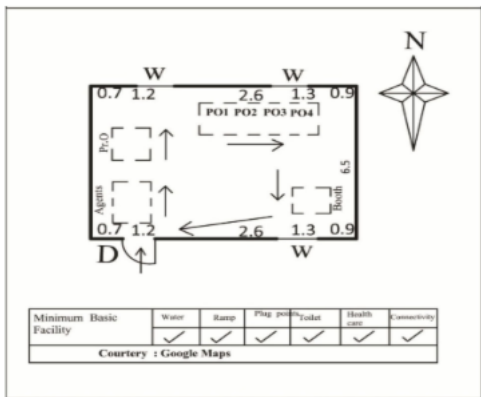 N
W W
0.7 1.2 2.6 1.3 0.9
PO1 PO2 PO3 PO4
Pr.O
6.5
Agents
Booth
0.7 1.2 2.6 1.3 0.9
D W
Minimum Basic Facility Water Ramp Plug points Toilet Health care Connectivity
Courtery : Google Maps